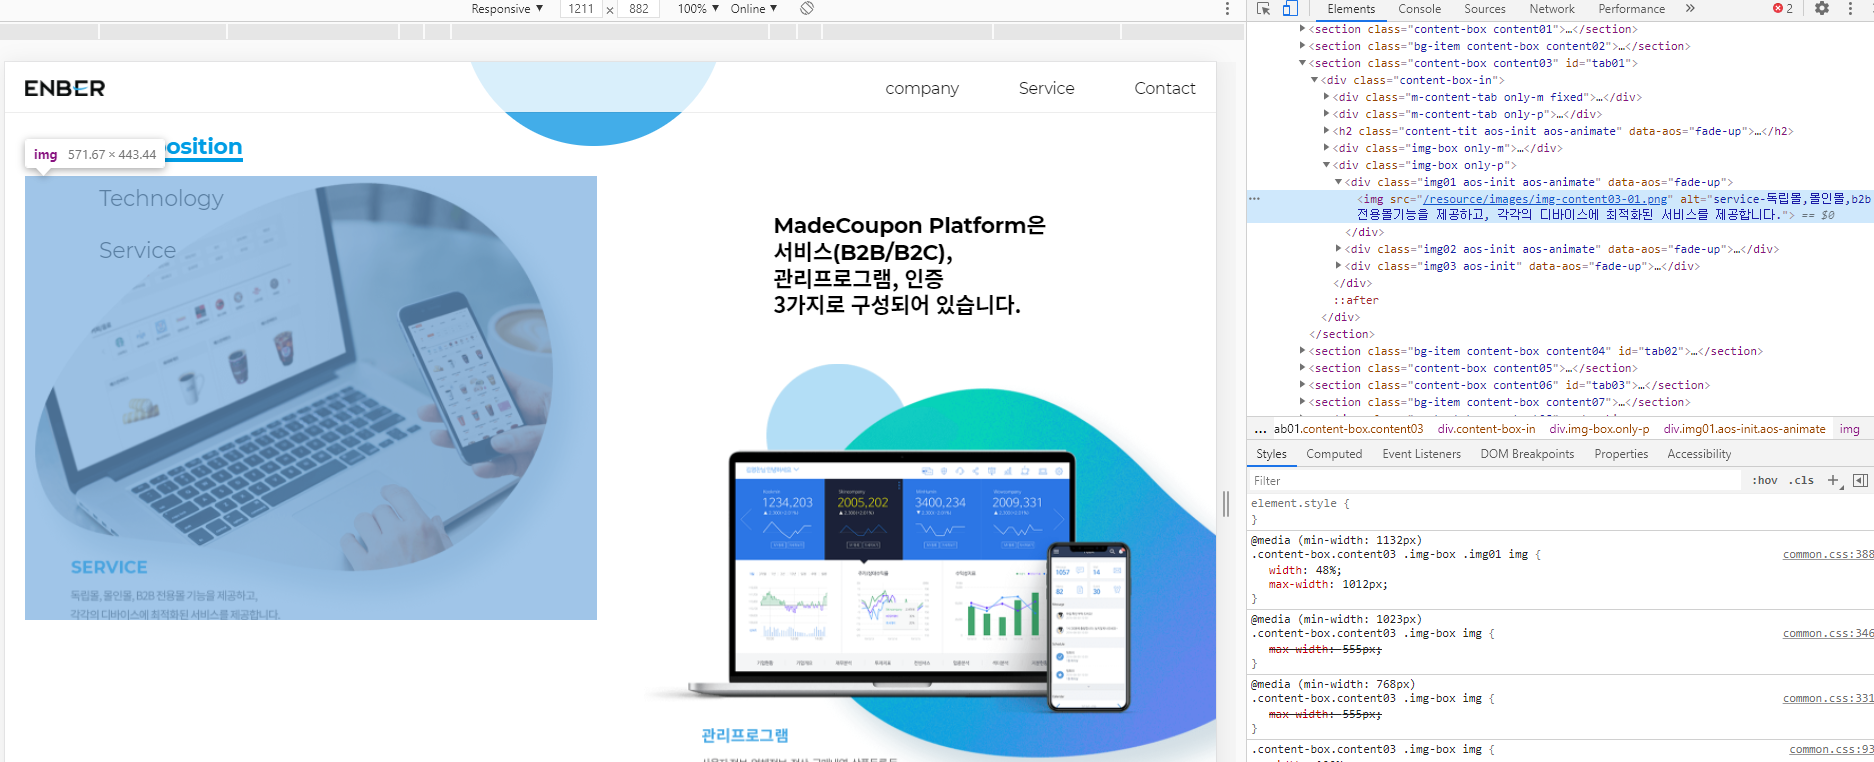 Responsive ▼ 1211 x 882 100% ▼ Online ▼
ENBER
company Service Contact
osition
img 571.67 × 443.44
Technology
Service
SERVICE
독립몰, 몰인몰, B2B 전용몰 기능을 제공하고,
각각의 디바이스에 최적화된 서비스를 제공합니다.
MadeCoupon Platform은
서비스(B2B/B2C),
관리프로그램, 인증
3가지로 구성되어 있습니다.
1234,203 2005,202 3400,234 2009,331
1057 14
82 30
관리프로그램
Elements Console Sources Network Performance » 2
<section class="content-box content01">…</section>
<section class="bg-item content-box content02">…</section>
<section class="content-box content03" id="tab01">
<div class="content-box-in">
<div class="m-content-tab only-m fixed">…</div>
<div class="m-content-tab only-p">…</div>
<h2 class="content-tit aos-init aos-animate" data-aos="fade-up">…</h2>
<div class="img-box only-m">…</div>
<div class="img-box only-p">
<div class="img01 aos-init aos-animate" data-aos="fade-up">
<img src="/resource/images/img-content03-01.png" alt="service-독립몰,몰인몰,b2b
전용몰기능을 제공하고, 각각의 디바이스에 최적화된 서비스를 제공합니다."> == $0
</div>
<div class="img02 aos-init aos-animate" data-aos="fade-up">…</div>
<div class="img03 aos-init" data-aos="fade-up">…</div>
</div>
::after
</div>
</section>
<section class="bg-item content-box content04" id="tab02">…</section>
<section class="content-box content05">…</section>
<section class="content-box content06" id="tab03">…</section>
<section class="bg-item content-box content07">…</section>
... ab01.content-box.content03 div.content-box-in div.img-box.only-p div.img01.aos-init.aos-animate img
Styles Computed Event Listeners DOM Breakpoints Properties Accessibility
Filter :hov .cls +
element.style {
}
@media (min-width: 1132px)
.content-box.content03 .img-box .img01 img { common.css:388
width: 48%;
max-width: 1012px;
}
@media (min-width: 1023px)
.content-box.content03 .img-box img { common.css:346
max-width: 555px;
}
@media (min-width: 768px)
.content-box.content03 .img-box img { common.css:331
max-width: 555px;
}
.content-box.content03 .img-box img { common.css:93